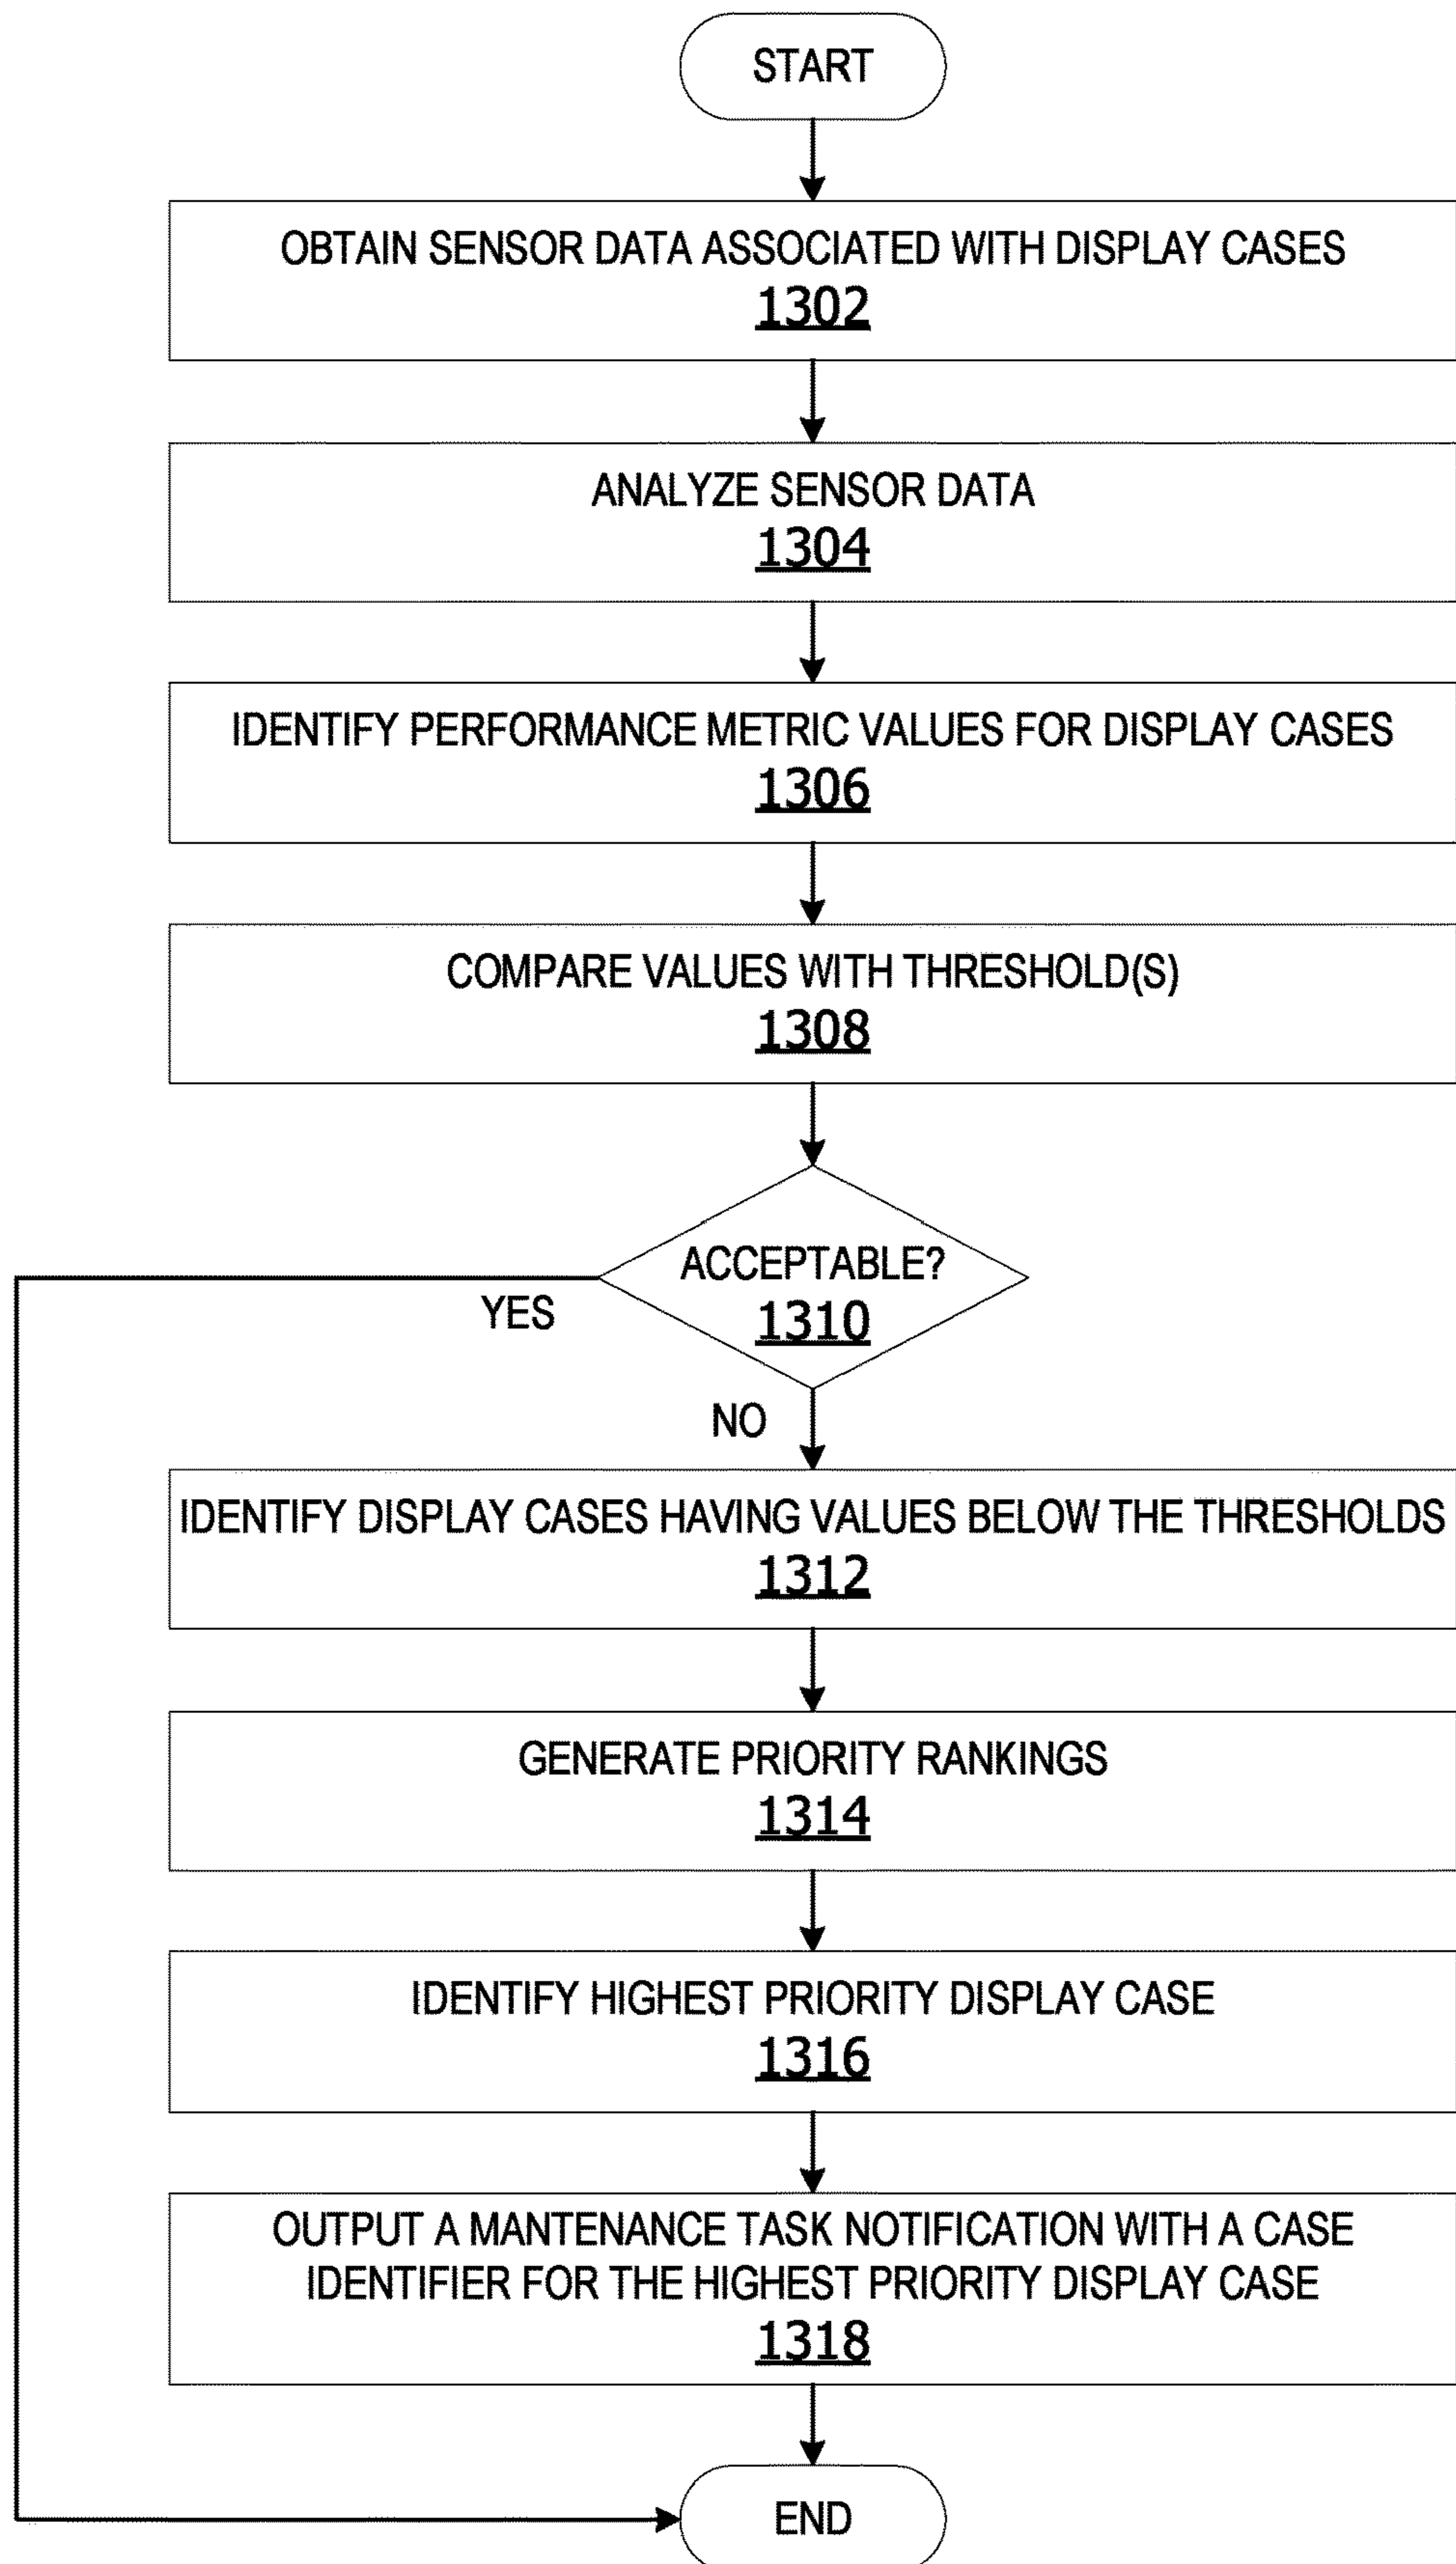 START
OBTAIN SENSOR DATA ASSOCIATED WITH DISPLAY CASES
1302
ANALYZE SENSOR DATA
1304
IDENTIFY PERFORMANCE METRIC VALUES FOR DISPLAY CASES
1306
COMPARE VALUES WITH THRESHOLD(S)
1308
ACCEPTABLE?
1310
YES
NO
IDENTIFY DISPLAY CASES HAVING VALUES BELOW THE THRESHOLDS
1312
GENERATE PRIORITY RANKINGS
1314
IDENTIFY HIGHEST PRIORITY DISPLAY CASE
1316
OUTPUT A MANTENANCE TASK NOTIFICATION WITH A CASE
IDENTIFIER FOR THE HIGHEST PRIORITY DISPLAY CASE
1318
END